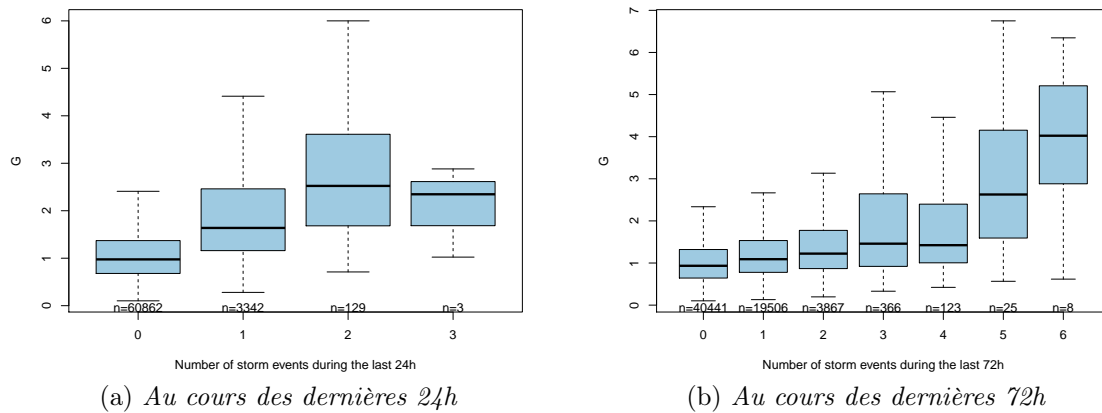 G
6
5
4
3
2
1
0
n=60862 n=3342 n=129 n=3
0 1 2 3
Number of storm events during the last 24h
(a) Au cours des dernières 24h
G
7
6
5
4
3
2
1
0
n=40441 n=19506 n=3867 n=366 n=123 n=25 n=8
0 1 2 3 4 5 6
Number of storm events during the last 72h
(b) Au cours des dernières 72h